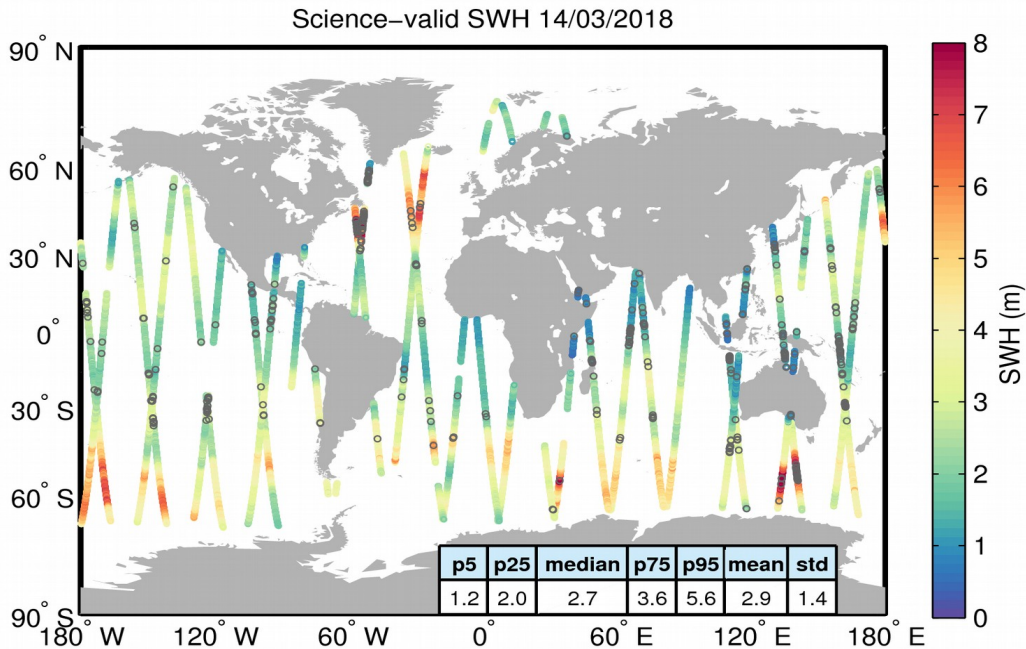 Science−valid SWH 14/03/2018
90° N
60° N
30° N
0°
30° S
60° S
90° S
180° W
120° W
60° W
0°
60° E
120° E
180° E
p5 p25 median p75 p95 mean std
1.2 2.0 2.7 3.6 5.6 2.9 1.4
8
7
6
5
4
3
2
1
0
SWH (m)